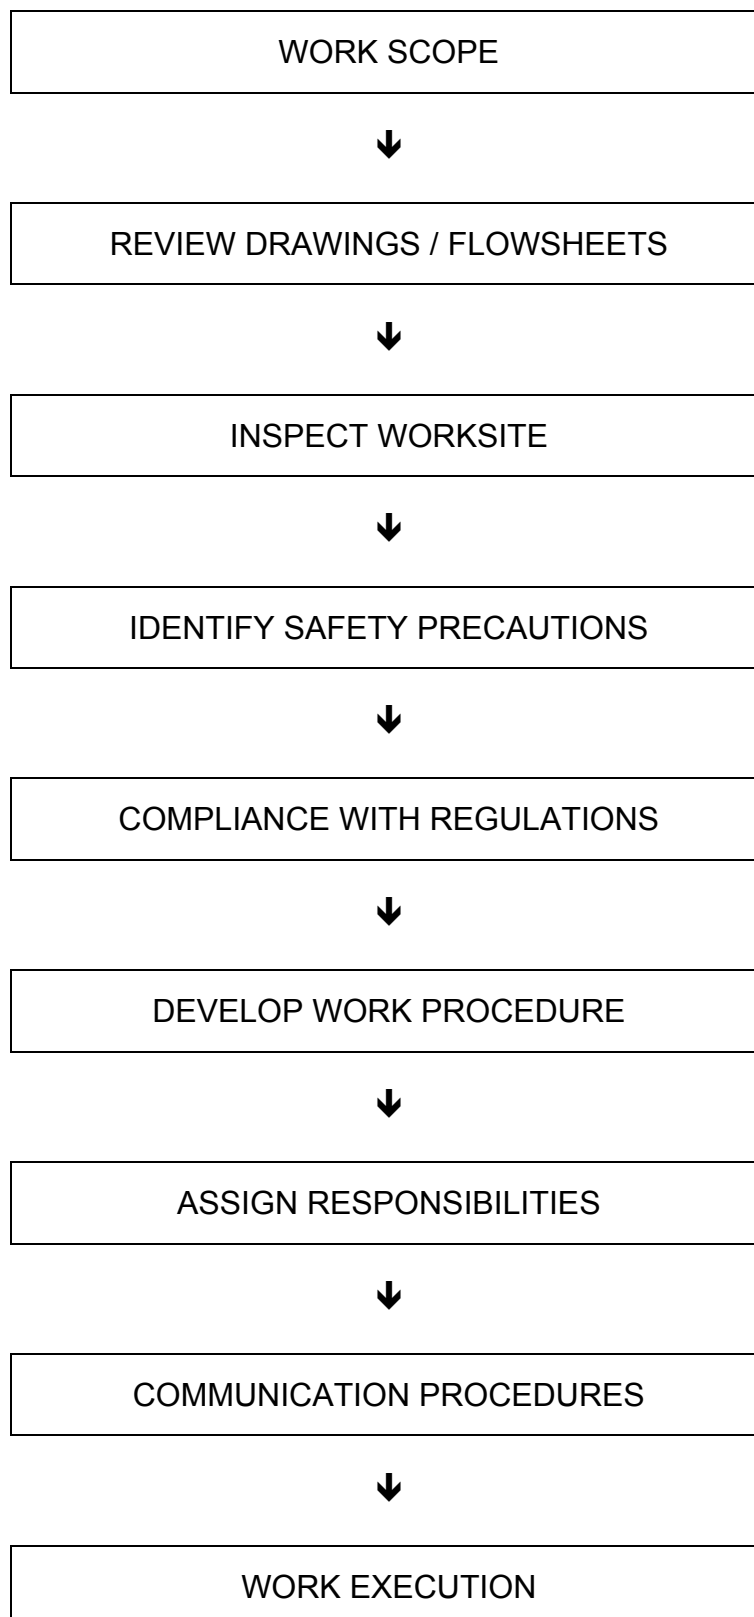 WORK SCOPE
REVIEW DRAWINGS / FLOWSHEETS
INSPECT WORKSITE
IDENTIFY SAFETY PRECAUTIONS
COMPLIANCE WITH REGULATIONS
DEVELOP WORK PROCEDURE
ASSIGN RESPONSIBILITIES
COMMUNICATION PROCEDURES
WORK EXECUTION